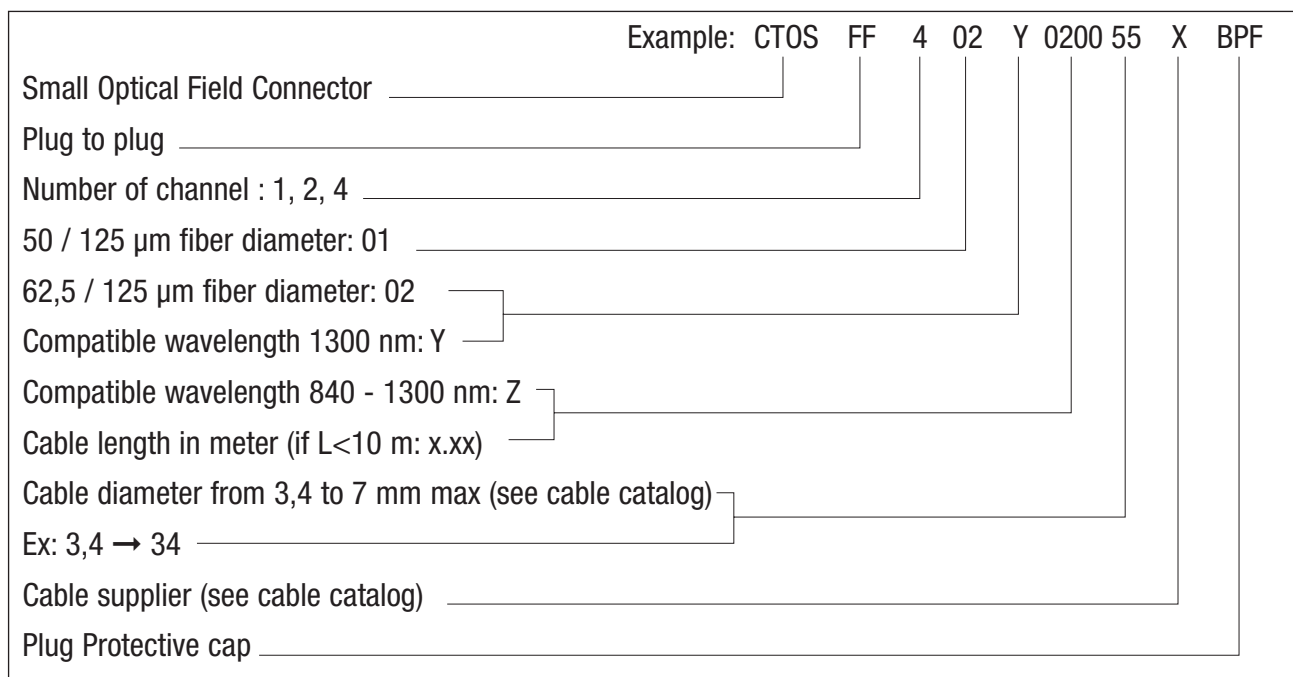 Example: CTOS FF 4 02 Y 0200 55 X BPF
Small Optical Field Connector
Plug to plug
Number of channel : 1, 2, 4
50 / 125 µm fiber diameter: 01
62,5 / 125 µm fiber diameter: 02
Compatible wavelength 1300 nm: Y
Compatible wavelength 840 - 1300 nm: Z
Cable length in meter (if L<10 m: x.xx)
Cable diameter from 3,4 to 7 mm max (see cable catalog)
Ex: 3,4 → 34
Cable supplier (see cable catalog)
Plug Protective cap